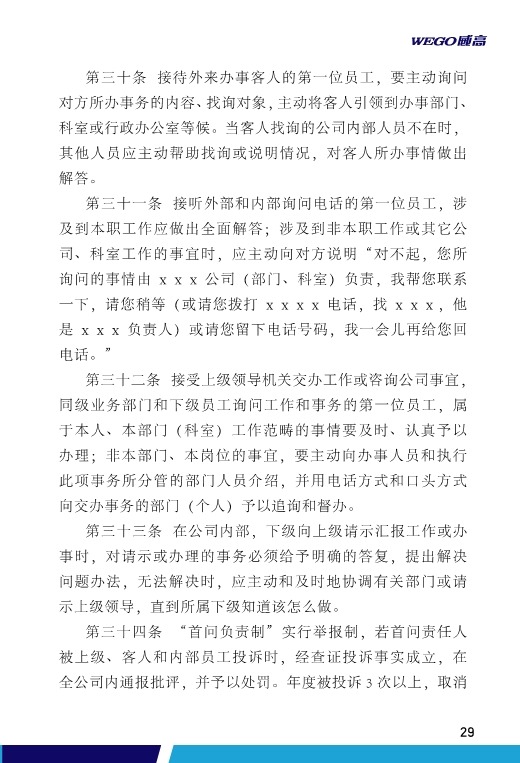 WEGO威高
第三十条 接待外来办事客人的第一位员工，要主动询问
对方所办事务的内容、找询对象，主动将客人引领到办事部门、
科室或行政办公室等候。当客人找询的公司内部人员不在时，
其他人员应主动帮助找询或说明情况，对客人所办事情做出
解答。
第三十一条 接听外部和内部询问电话的第一位员工，涉
及到本职工作应做出全面解答；涉及到非本职工作或其它公
司、科室工作的事宜时，应主动向对方说明“对不起，您所
询问的事情由 x x x 公司（部门、科室）负责，我帮您联系
一下，请您稍等（或请您拨打 x x x x 电话，找 x x x，他
是 x x x 负责人）或请您留下电话号码，我一会儿再给您回
电话。”
第三十二条 接受上级领导机关交办工作或咨询公司事宜，
同级业务部门和下级员工询问工作和事务的第一位员工，属
于本人、本部门（科室）工作范畴的事情要及时、认真予以
办理；非本部门、本岗位的事宜，要主动向办事人员和执行
此项事务所分管的部门人员介绍，并用电话方式和口头方式
向交办事务的部门（个人）予以追询和督办。
第三十三条 在公司内部，下级向上级请示汇报工作或办
事时，对请示或办理的事务必须给予明确的答复，提出解决
问题办法，无法解决时，应主动和及时地协调有关部门或请
示上级领导，直到所属下级知道该怎么做。
第三十四条 “首问负责制”实行举报制，若首问责任人
被上级、客人和内部员工投诉时，经查证投诉事实成立，在
全公司内通报批评，并予以处罚。年度被投诉 3 次以上，取消
29